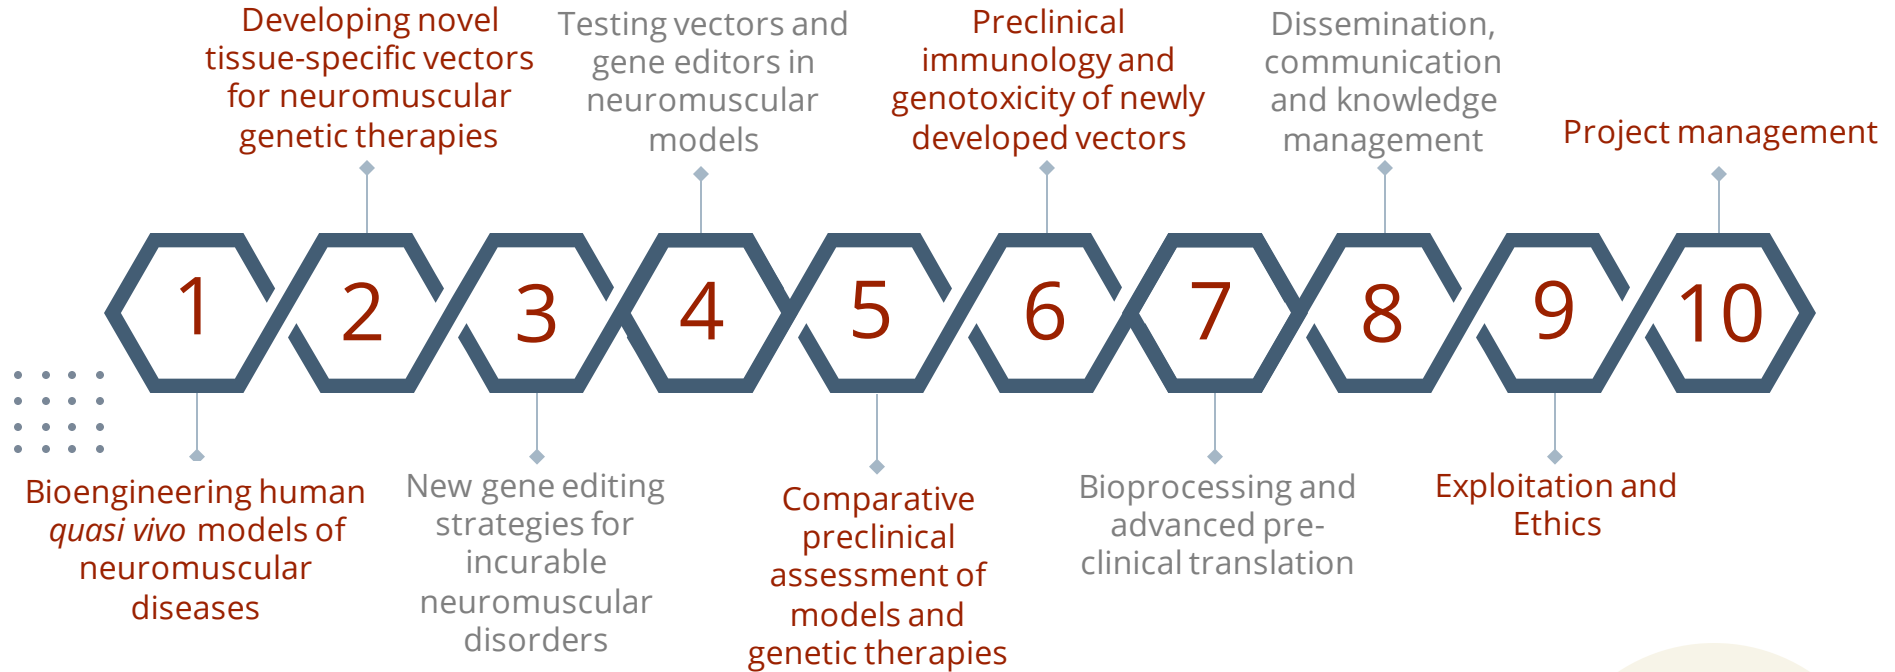 Developing novel
tissue-specific vectors
for neuromuscular
genetic therapies
Testing vectors and
gene editors in
neuromuscular
models
Preclinical
immunology and
genotoxicity of newly
developed vectors
Dissemination,
communication
and knowledge
management
Project management
1
2
3
4
5
6
7
8
9
10
Bioengineering human
quasi vivo models of
neuromuscular
diseases
New gene editing
strategies for
incurable
neuromuscular
disorders
Comparative
preclinical
assessment of
models and
genetic therapies
Bioprocessing and
advanced pre-
clinical translation
Exploitation and
Ethics